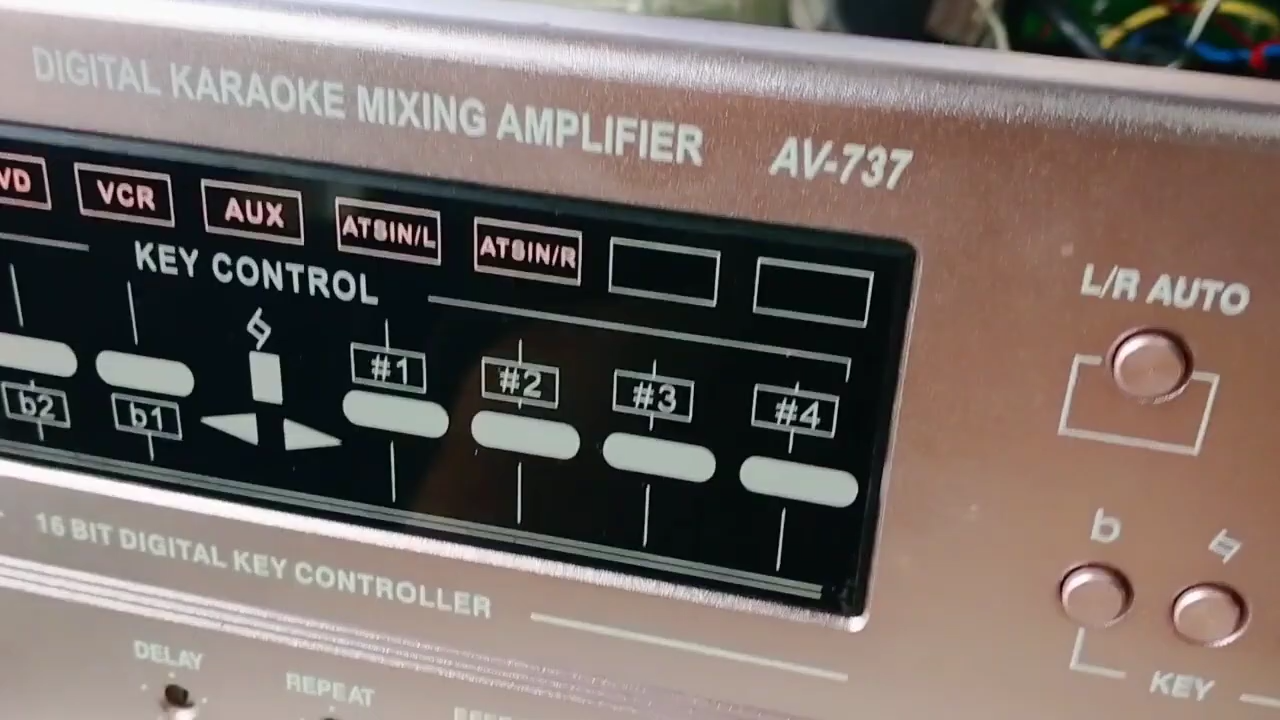 DIGITAL KARAOKE MIXING AMPLIFIER AV-737
VD VCR AUX ATSIN/L ATSIN/R
KEY CONTROL
L/R AUTO
b2 b1 #1 #2 #3 #4
16 BIT DIGITAL KEY CONTROLLER
b
KEY
DELAY
REPEAT